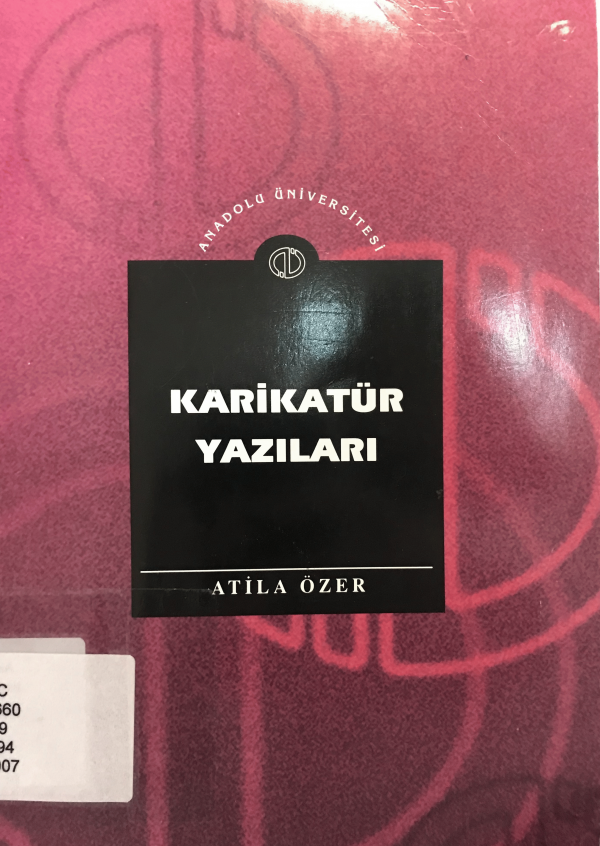 ANADOLU ÜNİVERSİTESİ
KARİKATÜR
YAZILARI
ATİLA ÖZER
C
660
9
94
007